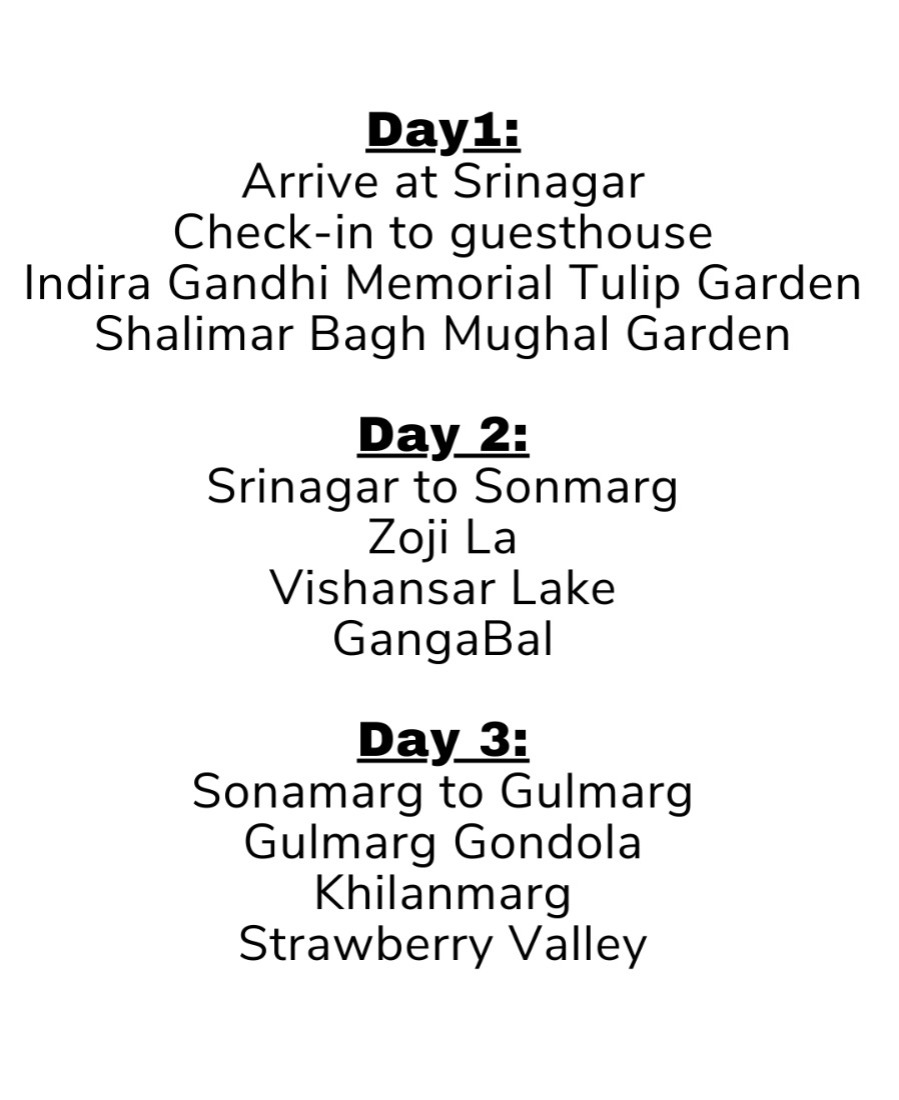 Day1:
Arrive at Srinagar
Check-in to guesthouse
Indira Gandhi Memorial Tulip Garden
Shalimar Bagh Mughal Garden
Day 2:
Srinagar to Sonmarg
Zoji La
Vishansar Lake
GangaBal
Day 3:
Sonamarg to Gulmarg
Gulmarg Gondola
Khilanmarg
Strawberry Valley